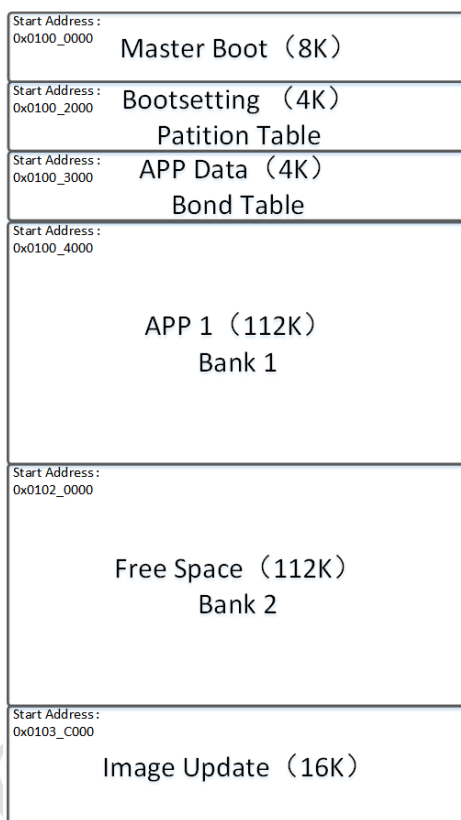 Start Address:
0x0100_0000
Master Boot（8K）
Start Address:
0x0100_2000
Bootsetting （4K）
Patition Table
Start Address:
0x0100_3000
APP Data（4K）
Bond Table
Start Address:
0x0100_4000
APP 1（112K）
Bank 1
Start Address:
0x0102_0000
Free Space（112K）
Bank 2
Start Address:
0x0103_C000
Image Update（16K）